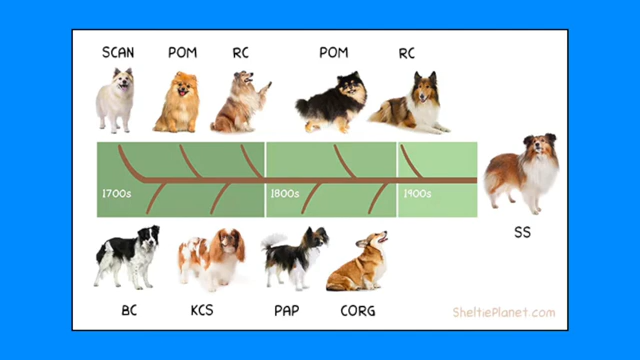 SCAN POM RC POM RC
1700s 1800s 1900s
SS
BC KCS PAP CORG
SheltiePlanet.com